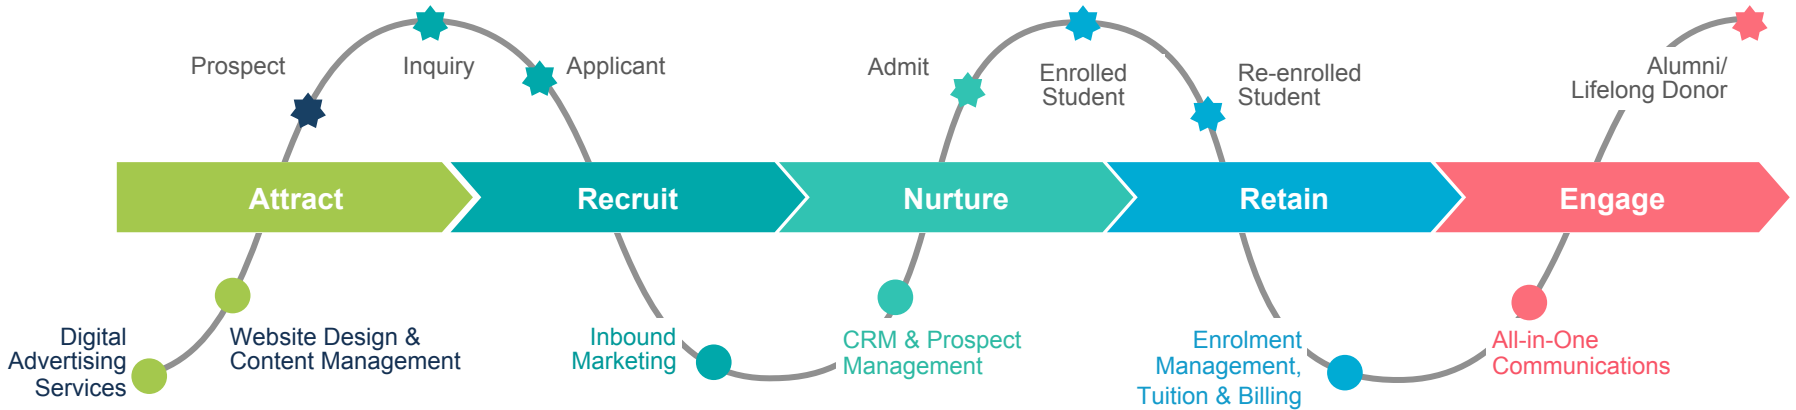 Prospect
Inquiry
Applicant
Admit
Enrolled
Student
Re-enrolled
Student
Alumni/
Lifelong Donor
Attract
Recruit
Nurture
Retain
Engage
Digital
Advertising
Services
Website Design &
Content Management
Inbound
Marketing
CRM & Prospect
Management
Enrolment
Management,
Tuition & Billing
All-in-One
Communications